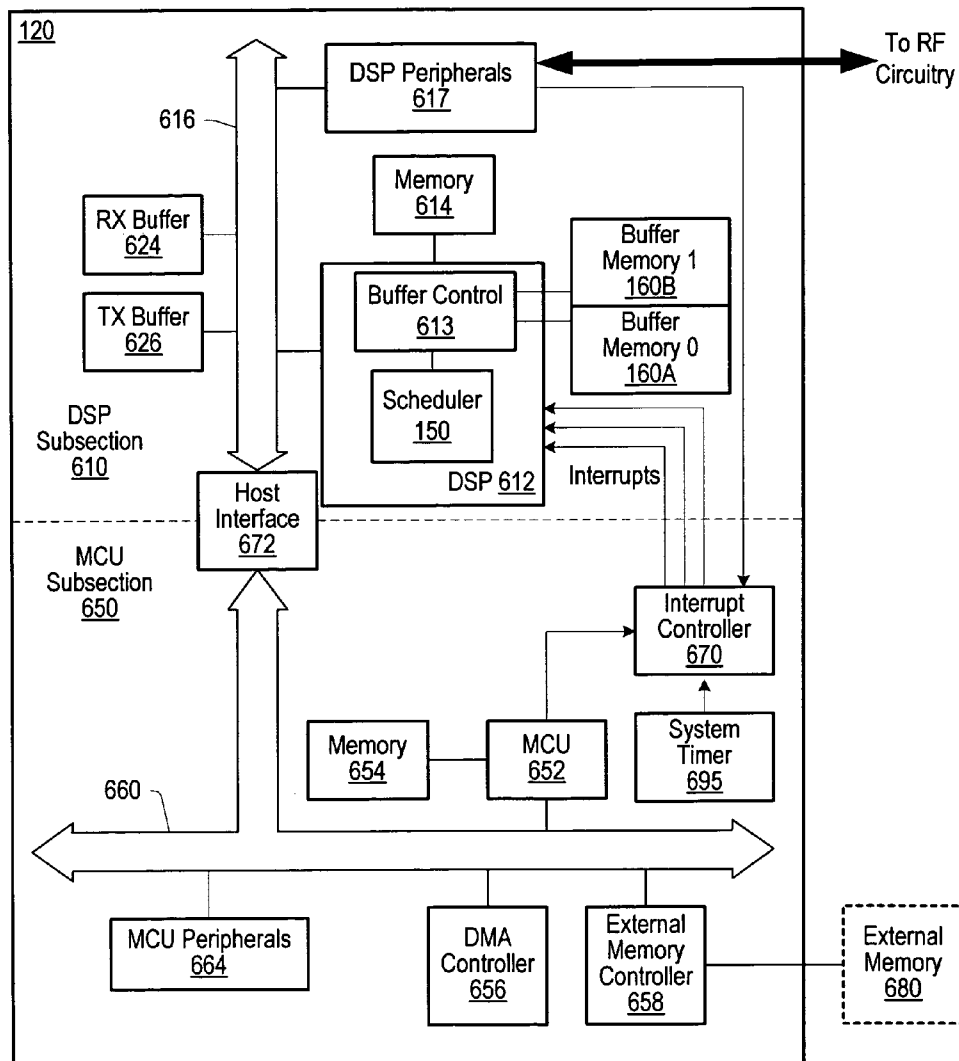 120
To RF
Circuitry
DSP Peripherals
617
616
Memory
614
RX Buffer
624
Buffer
Memory 1
160B
Buffer Control
613
TX Buffer
626
Buffer
Memory 0
160A
Scheduler
150
DSP
Subsection
610
Interrupts
DSP 612
Host
Interface
672
MCU
Subsection
650
Interrupt
Controller
670
Memory
654
MCU
652
System
Timer
695
660
MCU Peripherals
664
DMA
Controller
656
External
Memory
Controller
658
External
Memory
680